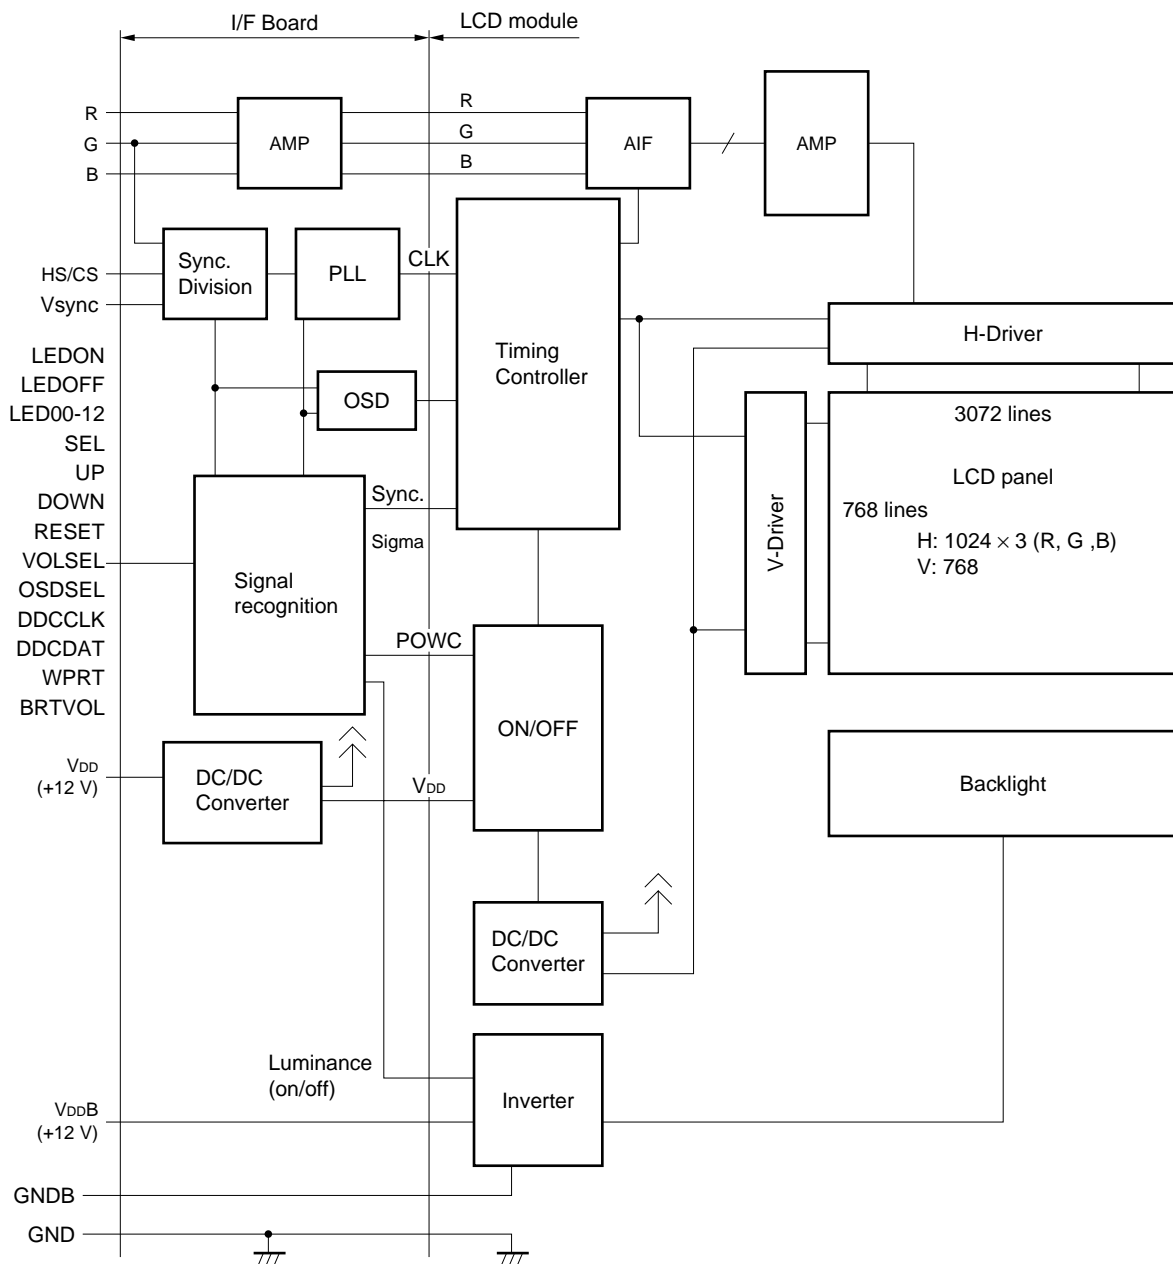 I/F Board
LCD module
R
G
B
AMP
R
G
B
AIF
AMP
HS/CS
Vsync
Sync.
Division
PLL
CLK
Timing
Controller
H-Driver
LEDON
LEDOFF
LED00-12
SEL
UP
DOWN
RESET
VOLSEL
OSDSEL
DDCCLK
DDCDAT
WPRT
BRTVOL
OSD
Signal
recognition
Sync.
Sigma
POWC
V-Driver
3072 lines
LCD panel
768 lines
H: 1024 × 3 (R, G ,B)
V: 768
ON/OFF
VDD
(+12 V)
DC/DC
Converter
VDD
Backlight
DC/DC
Converter
Luminance
(on/off)
Inverter
VDDB
(+12 V)
GNDB
GND